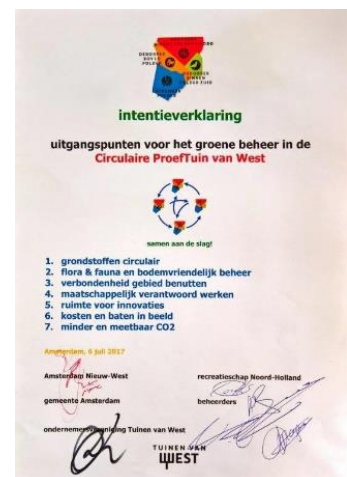 intentieverklaring
uitgangspunten voor het groene beheer in de
Circulaire ProefTuin van West
samen aan de slag!
1. grondstoffen circulair
2. flora & fauna en bodemvriendelijk beheer
3. verbondenheid gebied benutten
4. maatschappelijk verantwoord werken
5. ruimte voor innovaties
6. kosten en baten in beeld
7. minder en meetbaar CO2
Amsterdam, 6 juli 2017
Amsterdam Nieuw-West
recreatieschap Noord-Holland
gemeente Amsterdam
beheerders
ondernemersvereniging Tuinen van West
TUINEN VAN
WEST